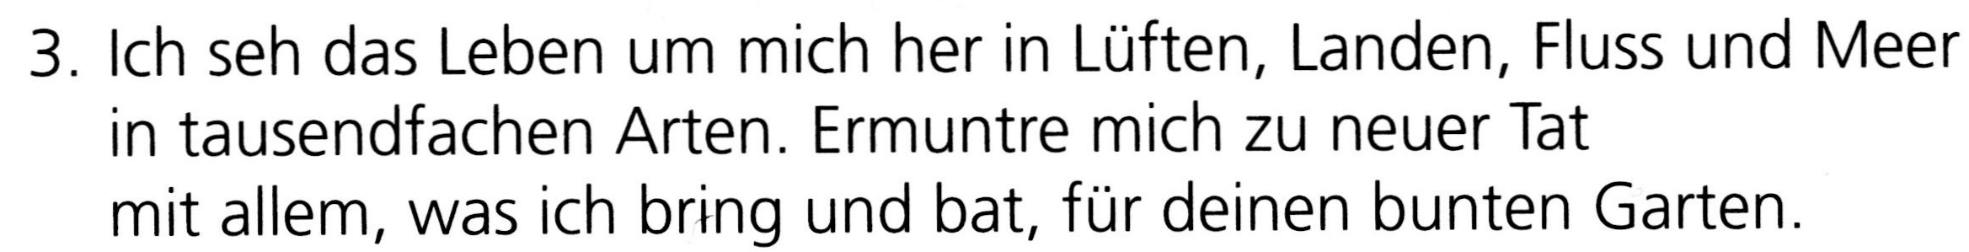 3. Ich seh das Leben um mich her in Lüften, Landen, Fluss und Meer
in tausendfachen Arten. Ermuntre mich zu neuer Tat
mit allem, was ich bring und bat, für deinen bunten Garten.